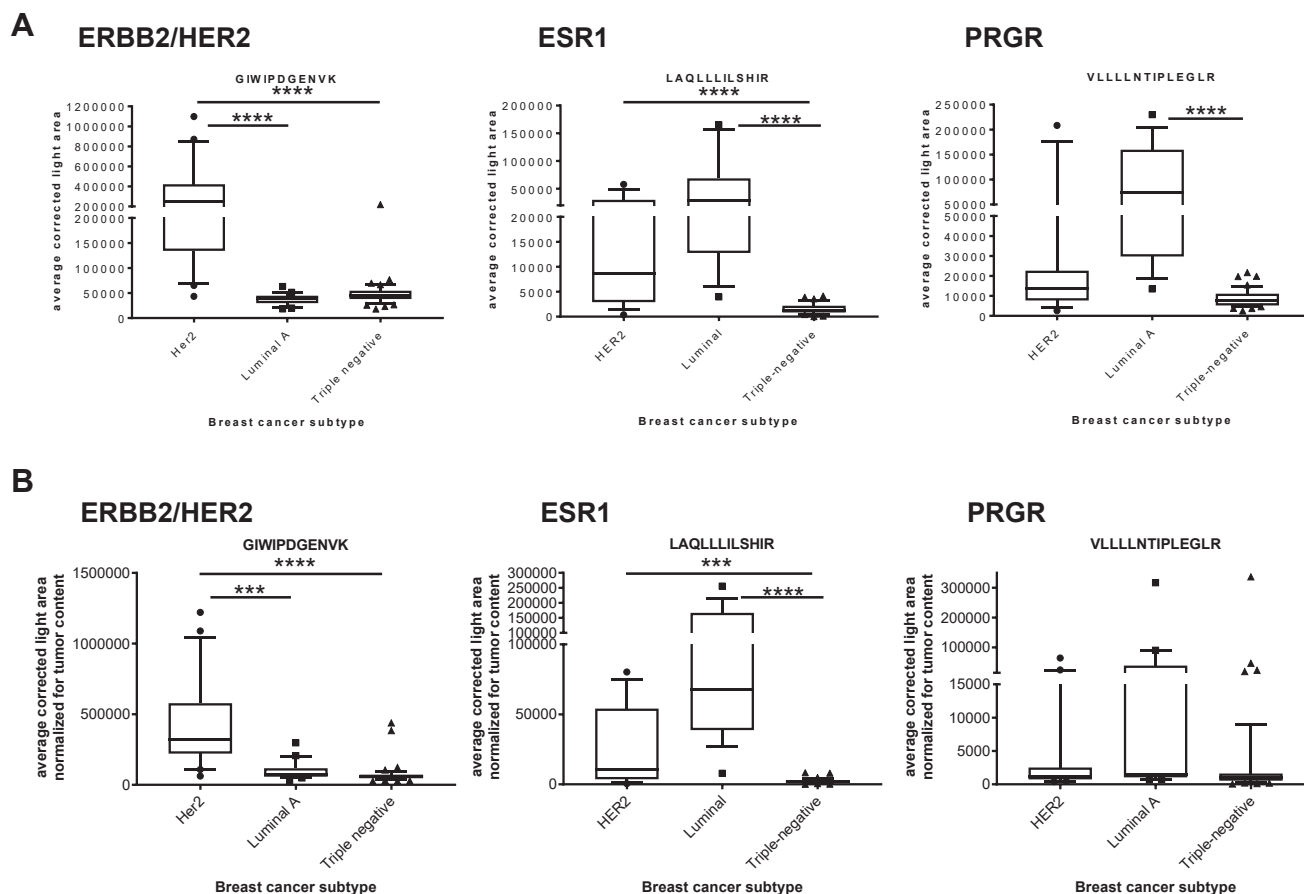 A
ERBB2/HER2
GIWIPDGENVK
****
****
average corrected light area
1200000
1000000
800000
600000
400000
200000
200000
150000
100000
50000
0
Her2
Luminal A
Triple negative
Breast cancer subtype
ESR1
LAQLLLILSHIR
****
****
average corrected light area
200000
150000
100000
50000
20000
15000
10000
5000
0
HER2
Luminal
Triple-negative
Breast cancer subtype
PRGR
VLLLLNTIPLEGLR
****
average corrected light area
250000
200000
150000
100000
50000
50000
40000
30000
20000
10000
0
HER2
Luminal A
Triple-negative
Breast cancer subtype
B
ERBB2/HER2
GIWIPDGENVK
****
***
average corrected light area
normalized for tumor content
1500000
1000000
500000
0
Her2
Luminal A
Triple negative
Breast cancer subtype
ESR1
LAQLLLILSHIR
***
****
average corrected light area
normalized for tumor content
300000
250000
200000
150000
100000
100000
50000
0
HER2
Luminal
Triple-negative
Breast cancer subtype
PRGR
VLLLLNTIPLEGLR
average corrected light area
normalized for tumor content
300000
200000
100000
15000
10000
5000
0
HER2
Luminal A
Triple-negative
Breast cancer subtype